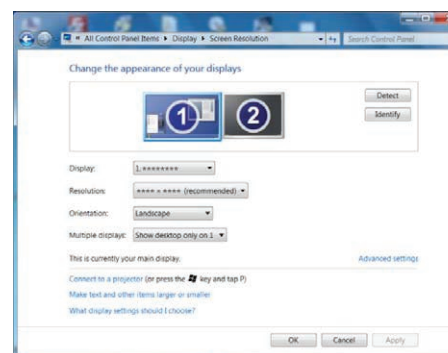 « All Control Panel Items ▸ Display ▸ Screen Resolution
Search Control Panel
Change the appearance of your displays
1
2
Detect
Identify
Display: 1. ********
Resolution: **** × **** (recommended)
Orientation: Landscape
Multiple displays: Show desktop only on 1
This is currently your main display.
Advanced settings
Connect to a projector (or press the key and tap P)
Make text and other items larger or smaller
What display settings should I choose?
OK Cancel Apply